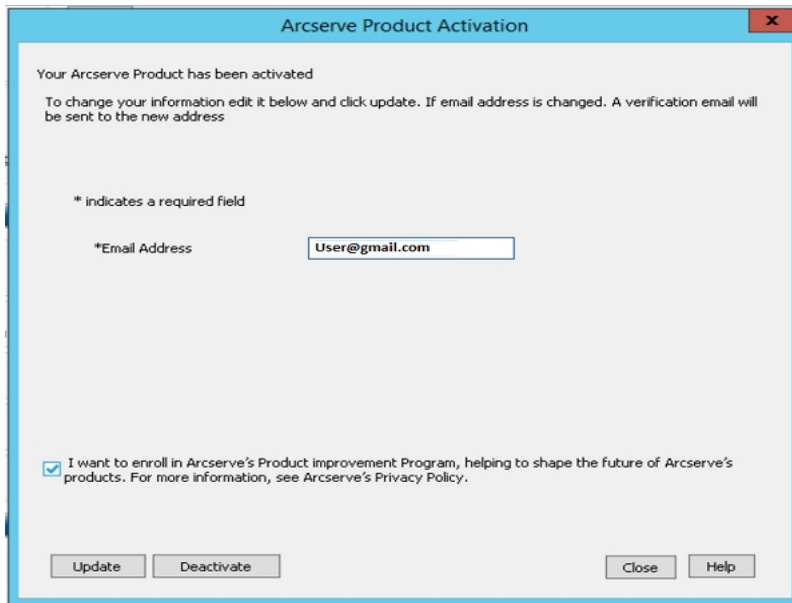 Arcserve Product Activation
x
Your Arcserve Product has been activated
To change your information edit it below and click update. If email address is changed. A verification email will
be sent to the new address
* indicates a required field
*Email Address
User@gmail.com
I want to enroll in Arcserve's Product improvement Program, helping to shape the future of Arcserve's
products. For more information, see Arcserve's Privacy Policy.
Update
Deactivate
Close
Help